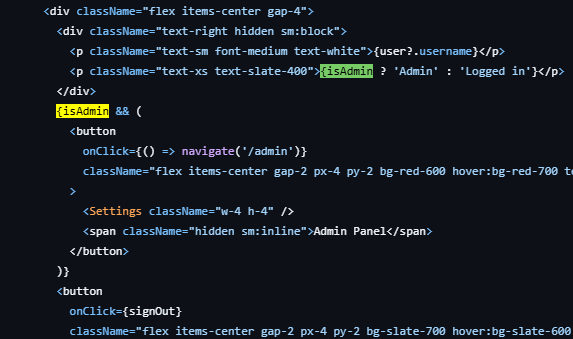 <div className="flex items-center gap-4">
<div className="text-right hidden sm:block">
<p className="text-sm font-medium text-white">{user?.username}</p>
<p className="text-xs text-slate-400">{isAdmin ? 'Admin' : 'Logged in'}</p>
</div>
{isAdmin && (
<button
onClick={() => navigate('/admin')}
className="flex items-center gap-2 px-4 py-2 bg-red-600 hover:bg-red-700
>
<Settings className="w-4 h-4" />
<span className="hidden sm:inline">Admin Panel</span>
</button>
)}
<button
onClick={signOut}
className="flex items-center gap-2 px-4 py-2 bg-slate-700 hover:bg-slate-600